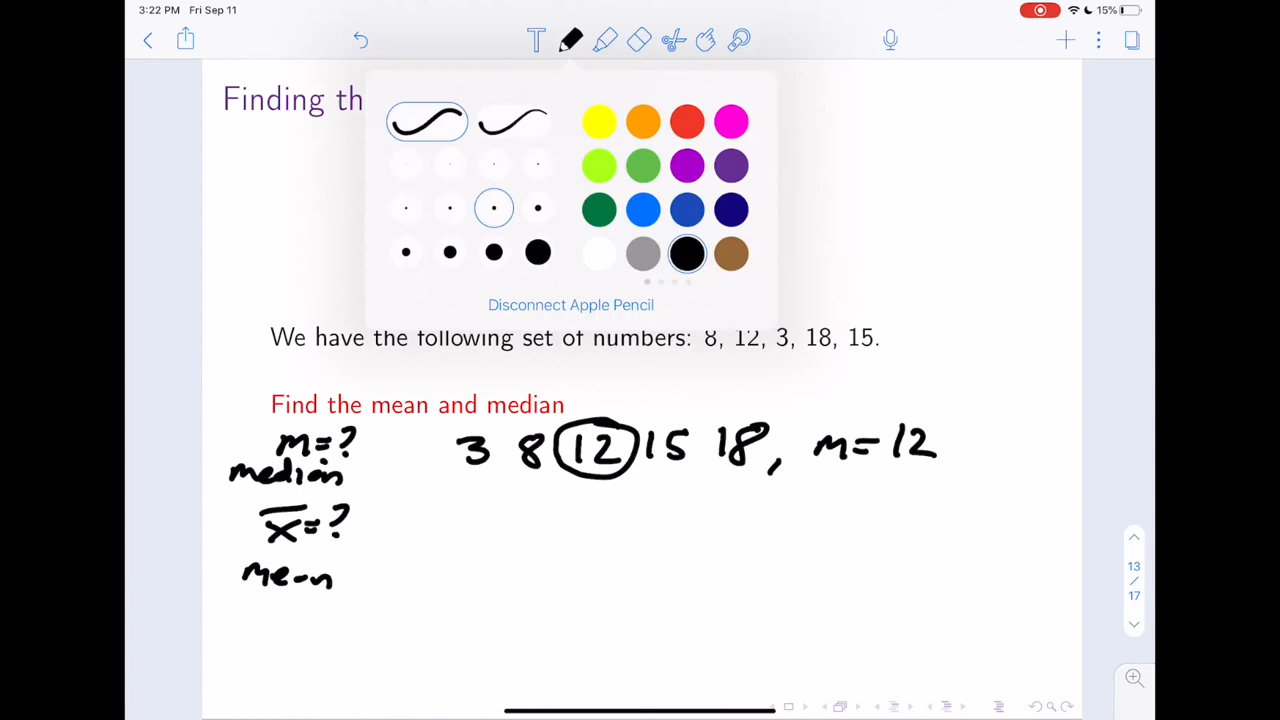 3:22 PM Fri Sep 11
15%
T
Finding th
Disconnect Apple Pencil
We have the following set of numbers: 8, 12, 3, 18, 15.
Find the mean and median
m=? 3 8 12 15 18, m=12
median
x̄=?
mean
13
/
17